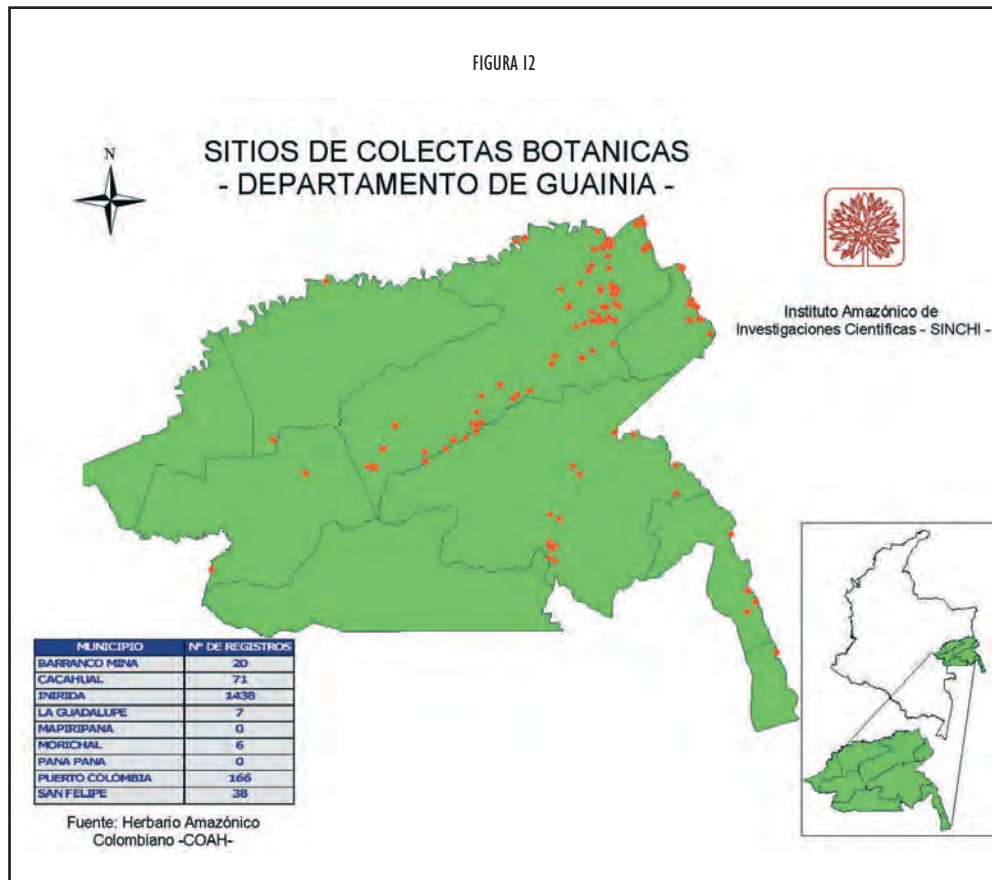 FIGURA 12
N
SITIOS DE COLECTAS BOTANICAS
- DEPARTAMENTO DE GUAINIA -
Instituto Amazónico de
Investigaciones Científicas - SINCHI -
MUNICIPIO Nº DE REGISTROS
BARRANCO MINA 20
CACAHUAL 71
INIRIDA 1438
LA GUADALUPE 7
MAPIRIPANA 0
MORICHAL 6
PANA PANA 0
PUERTO COLOMBIA 166
SAN FELIPE 38
Fuente: Herbario Amazónico
Colombiano -COAH-